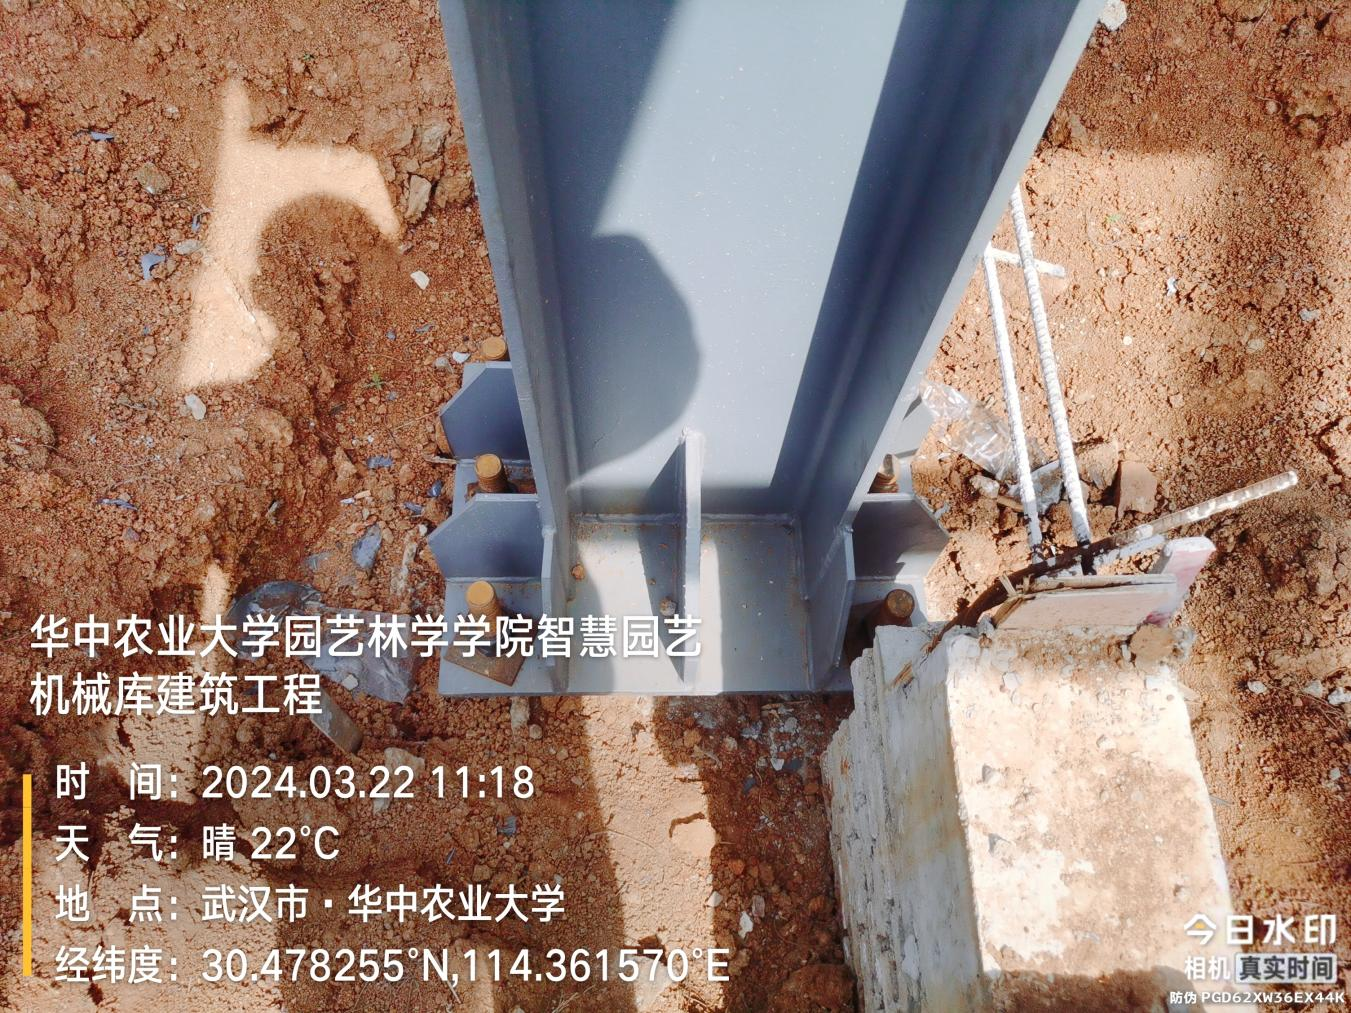 华中农业大学园艺林学学院智慧园艺
机械库建筑工程
时 间：2024.03.22 11:18
天 气：晴 22°C
地 点：武汉市·华中农业大学
经纬度：30.478255°N,114.361570°E
今日水印
相机 真实时间
防伪 PGD62XW36EX44K